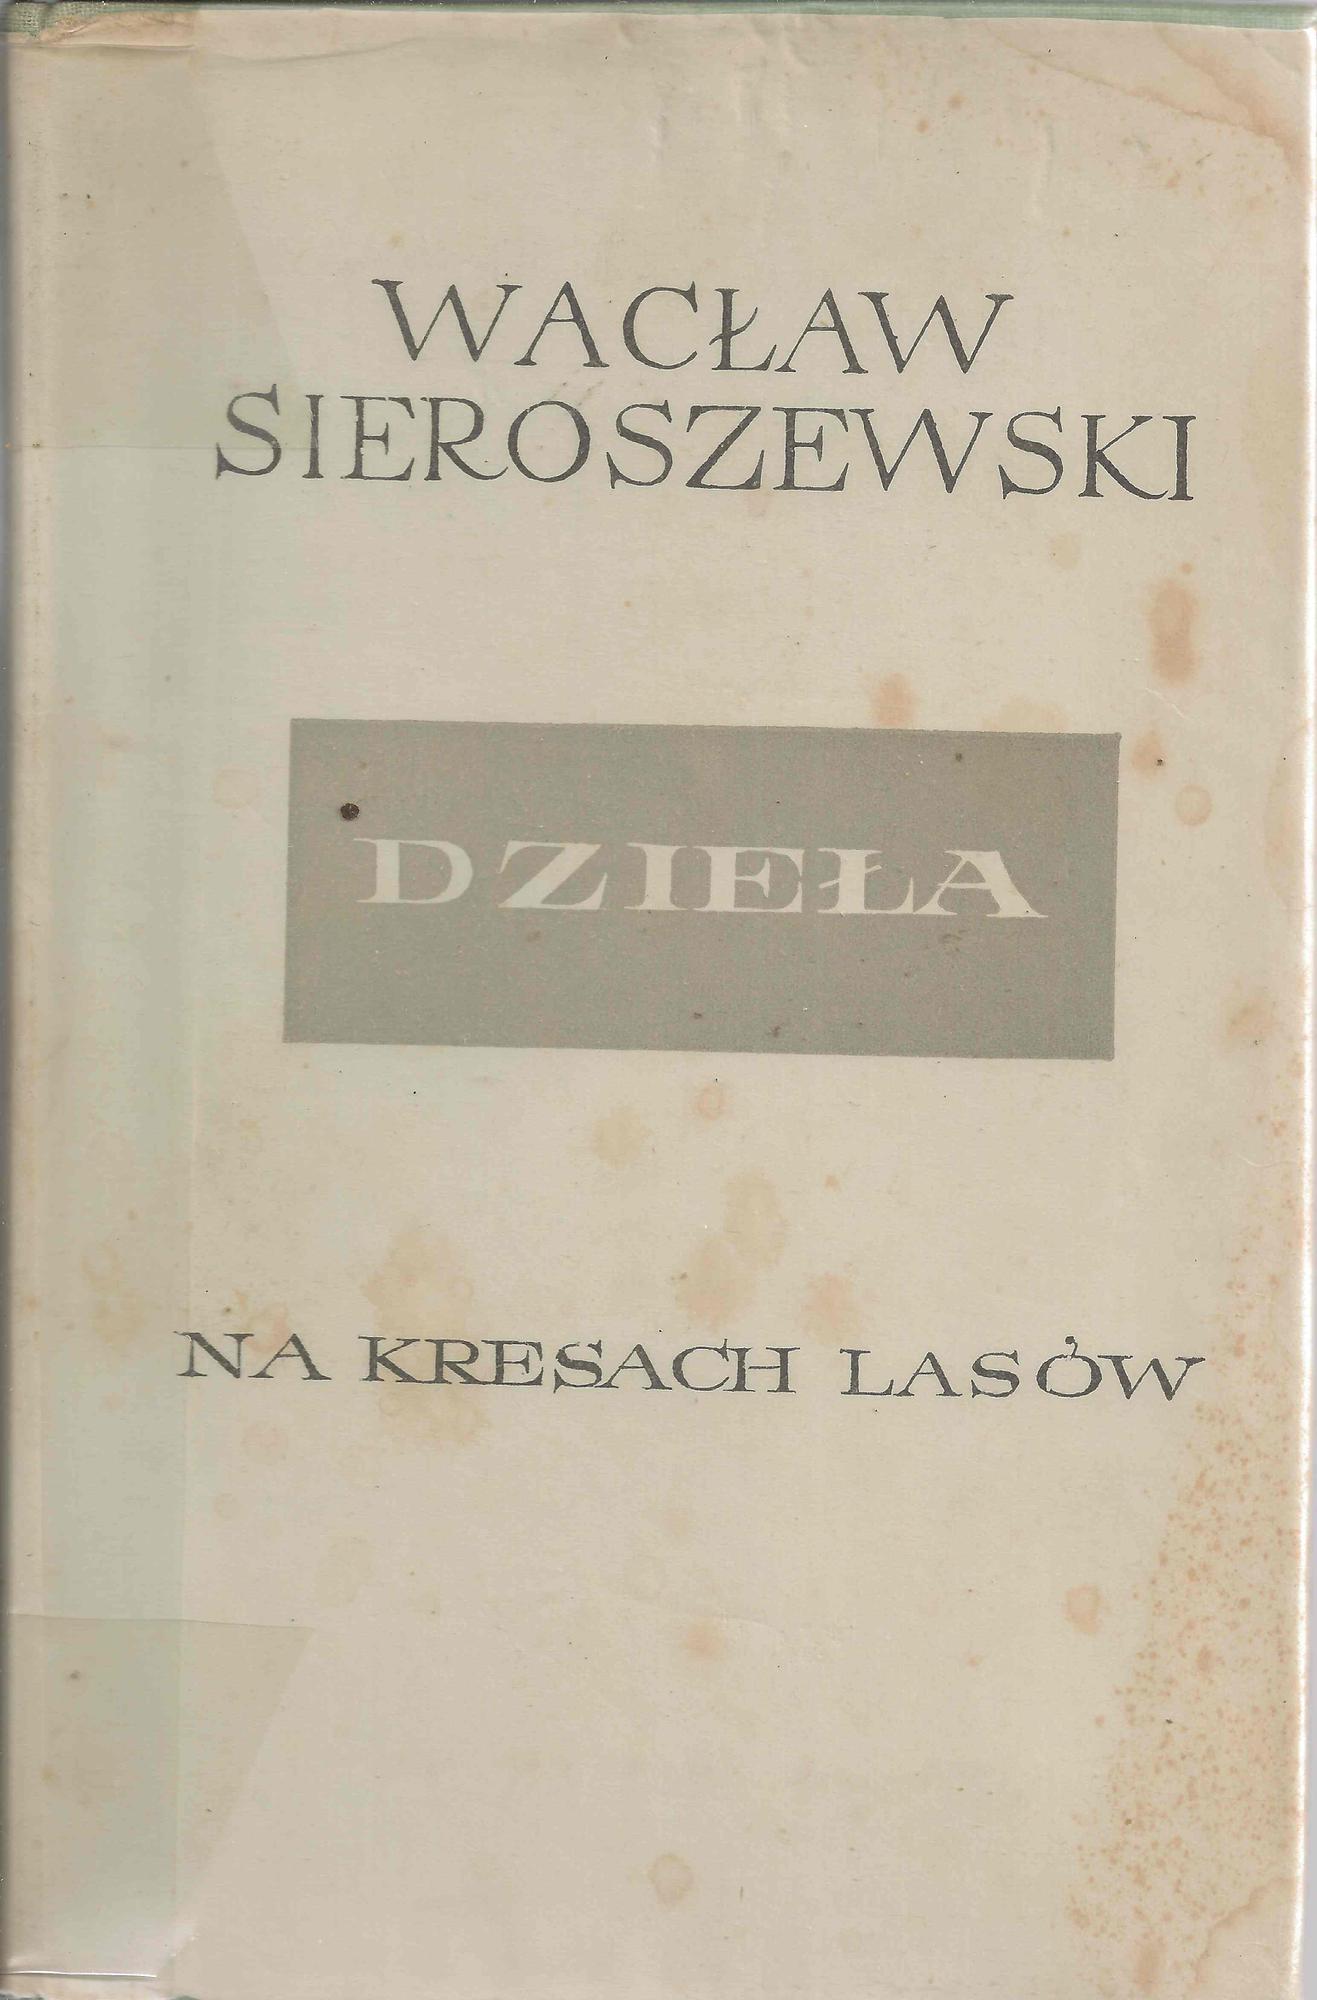 WACŁAW
SIEROSZEWSKI
DZIEŁA
NA KRESACH LASÓW